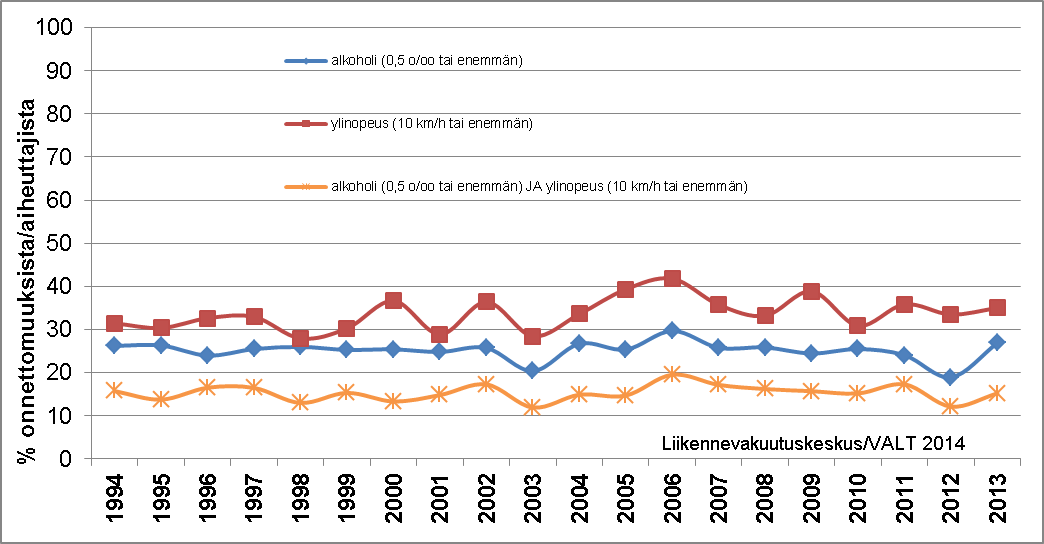 % onnettomuuksista/aiheuttajista
100
90
80
70
60
50
40
30
20
10
0
alkoholi (0,5 o/oo tai enemmän)
ylinopeus (10 km/h tai enemmän)
alkoholi (0,5 o/oo tai enemmän) JA ylinopeus (10 km/h tai enemmän)
Liikennevakuutuskeskus/VALT 2014
1994 1995 1996 1997 1998 1999 2000 2001 2002 2003 2004 2005 2006 2007 2008 2009 2010 2011 2012 2013